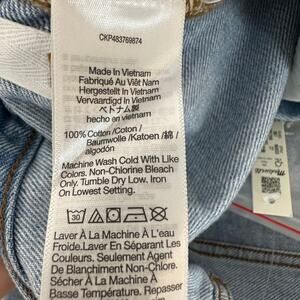 CKP483769874
Made In Vietnam
Fabriqué Au Viêt Nam
Hergestellt In Vietnam
Vervaardigd In Vietnam
ベトナム製
hecho en vietnam
100% Cotton /Coton /
Baumwolle /Katoen /綿 /
algodón
Machine Wash Cold With Like
Colors. Non-Chlorine Bleach
Only. Tumble Dry Low. Iron
On Lowest Setting.
30
Laver À La Machine À L'eau
Froide.Laver En Séparant Les
Couleurs. Seulement Agent
De Blanchiment Non-Chlore.
Sécher À La Machine À
Basse Température. Repasser
Madewell